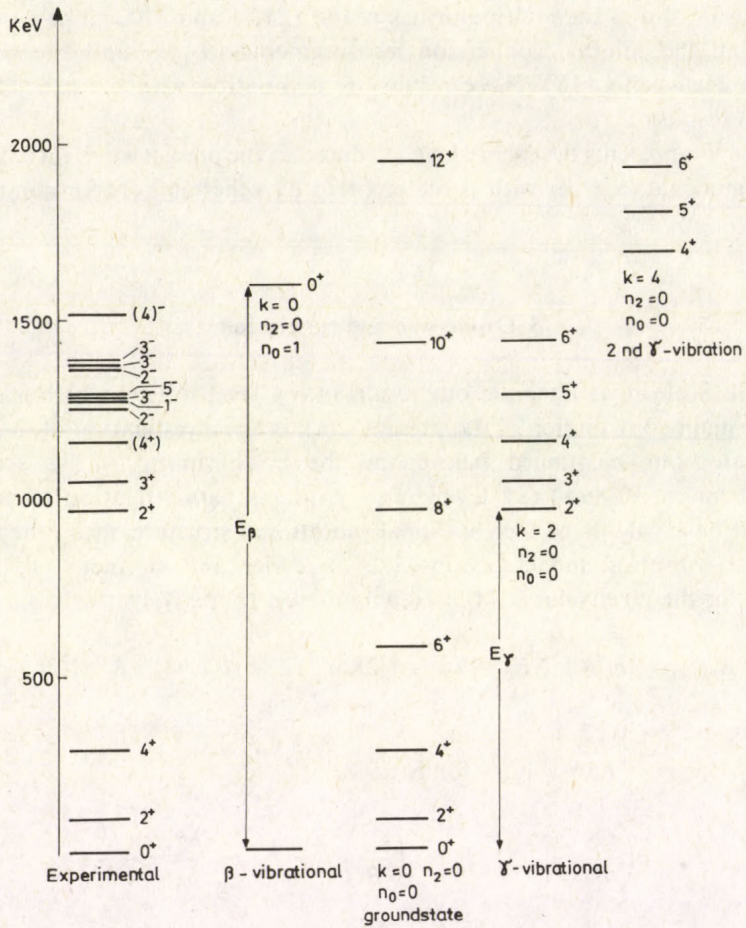 KeV
2000
1500
1000
500
(4)⁻
3⁻
3⁻
2⁻
5⁻
3⁻
1⁻
2⁻
(4⁺)
3⁺
2⁺
4⁺
2⁺
0⁺
Experimental
0⁺
k = 0
n₂=0
n₀=1
Eβ
β - vibrational
12⁺
10⁺
8⁺
6⁺
4⁺
2⁺
0⁺
k=0 n₂=0
n₀=0
groundstate
6⁺
5⁺
4⁺
3⁺
2⁺
k = 2
n₂=0
n₀=0
Eγ
γ-vibrational
6⁺
5⁺
4⁺
k = 4
n₂=0
n₀=0
2 nd γ-vibration